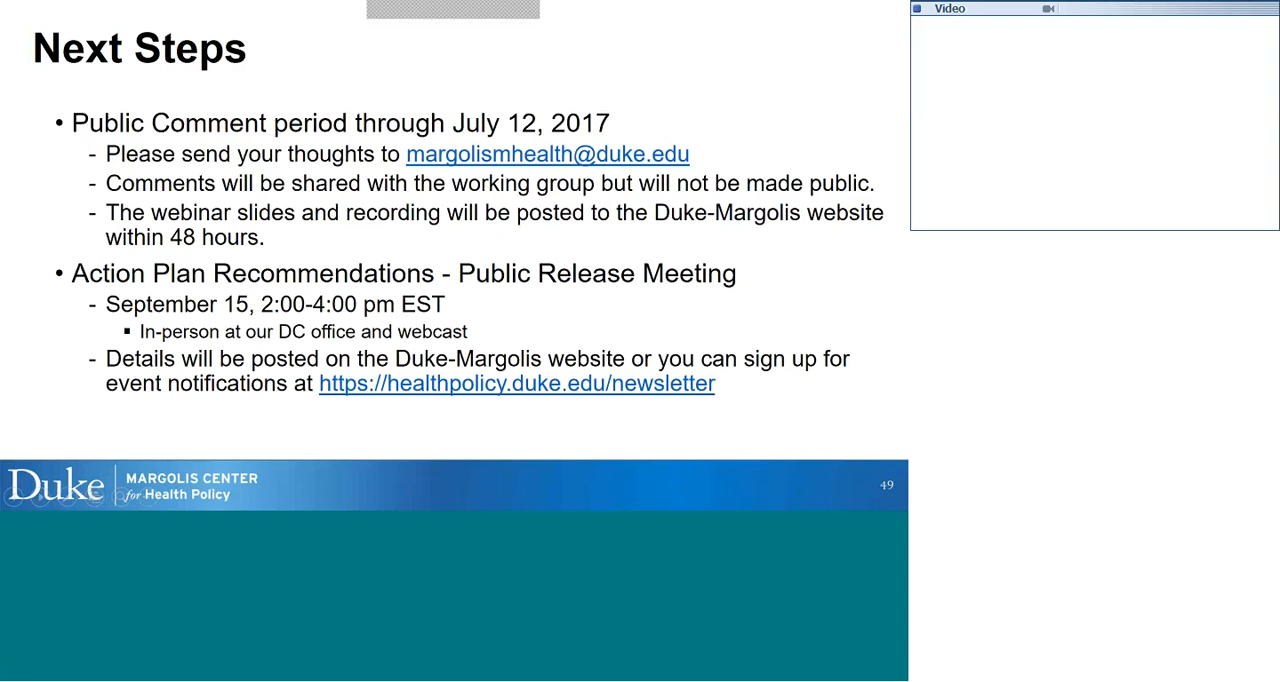 Next Steps
• Public Comment period through July 12, 2017
- Please send your thoughts to margolismhealth@duke.edu
- Comments will be shared with the working group but will not be made public.
- The webinar slides and recording will be posted to the Duke-Margolis website
within 48 hours.
• Action Plan Recommendations - Public Release Meeting
- September 15, 2:00-4:00 pm EST
▪ In-person at our DC office and webcast
- Details will be posted on the Duke-Margolis website or you can sign up for
event notifications at https://healthpolicy.duke.edu/newsletter
Duke
MARGOLIS CENTER
for Health Policy
49
Video